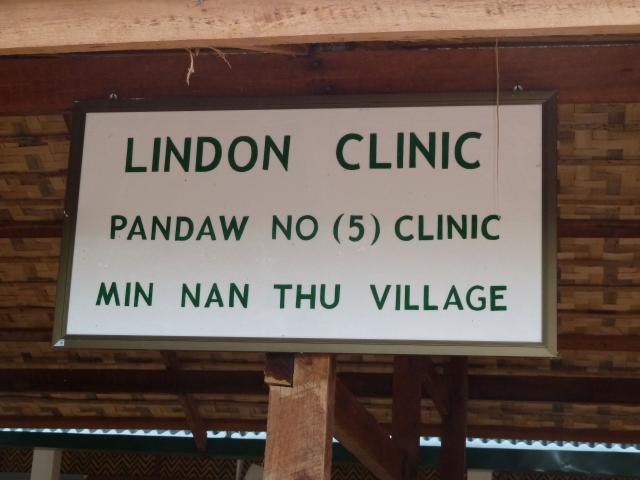 LINDON CLINIC
PANDAW NO (5) CLINIC
MIN NAN THU VILLAGE